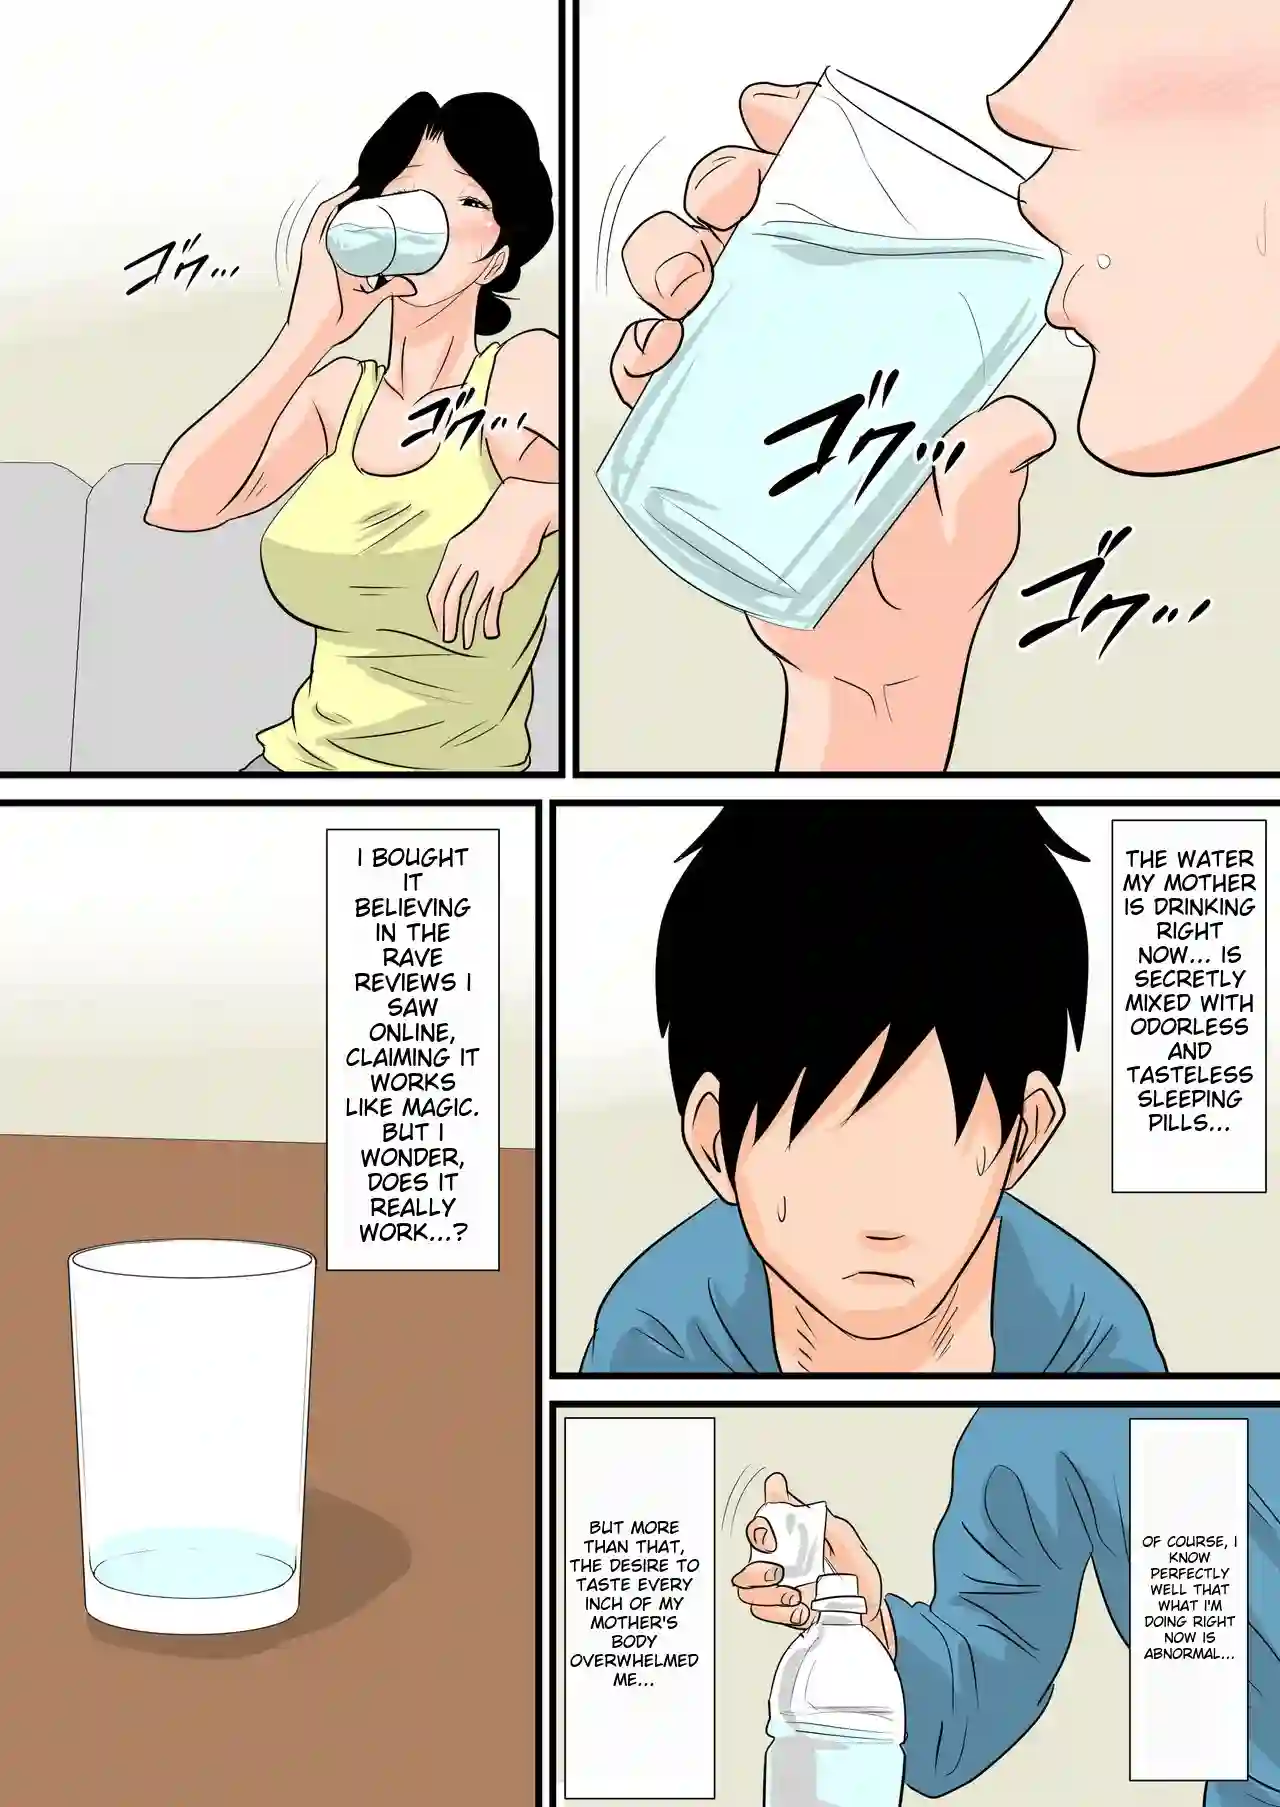 ゴク...
ゴク...
ゴク...
ゴク...
THE WATER
MY MOTHER
IS DRINKING
RIGHT
NOW... IS
SECRETLY
MIXED WITH
ODORLESS
AND
TASTELESS
SLEEPING
PILLS...
I BOUGHT
IT
BELIEVING
IN THE
RAVE
REVIEWS I
SAW
ONLINE,
CLAIMING IT
WORKS
LIKE MAGIC.
BUT I
WONDER,
DOES IT
REALLY
WORK...?
OF COURSE, I
KNOW
PERFECTLY
WELL THAT
WHAT I'M
DOING RIGHT
NOW IS
ABNORMAL...
BUT MORE
THAN THAT,
THE DESIRE TO
TASTE EVERY
INCH OF MY
MOTHER'S
BODY
OVERWHELMED
ME...